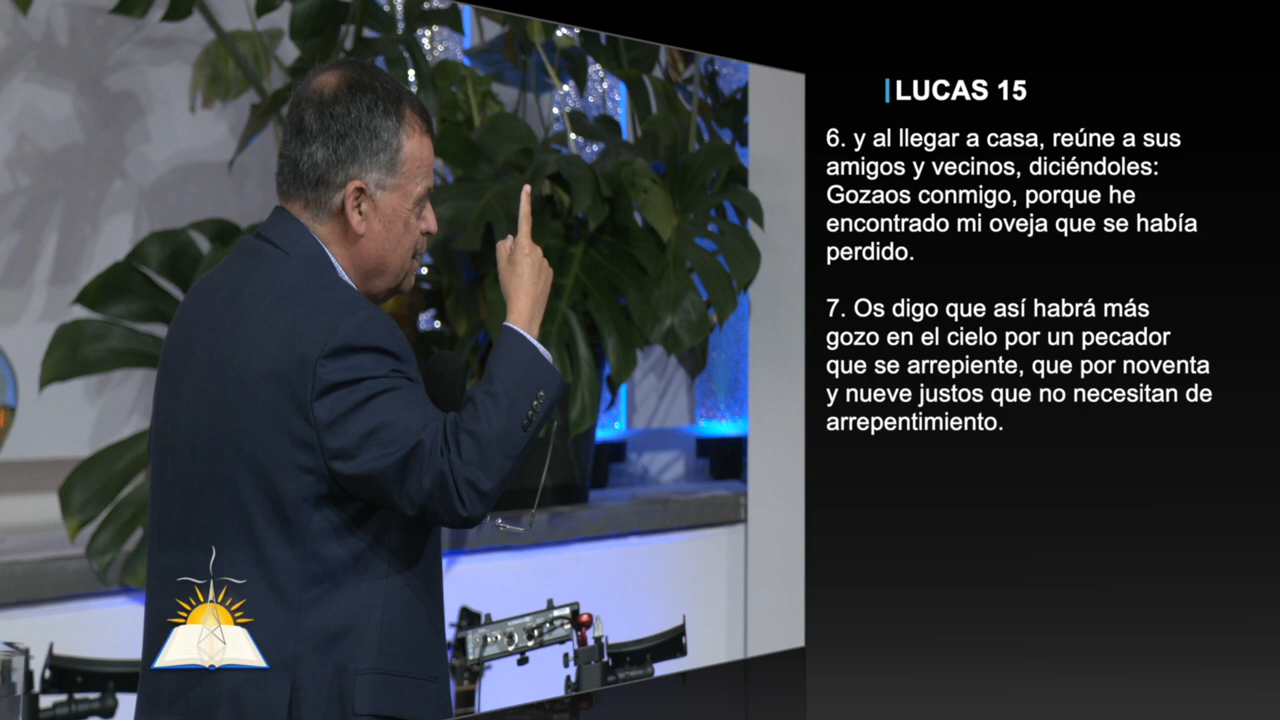 LUCAS 15
6. y al llegar a casa, reúne a sus
amigos y vecinos, diciéndoles:
Gozaos conmigo, porque he
encontrado mi oveja que se había
perdido.
7. Os digo que así habrá más
gozo en el cielo por un pecador
que se arrepiente, que por noventa
y nueve justos que no necesitan de
arrepentimiento.